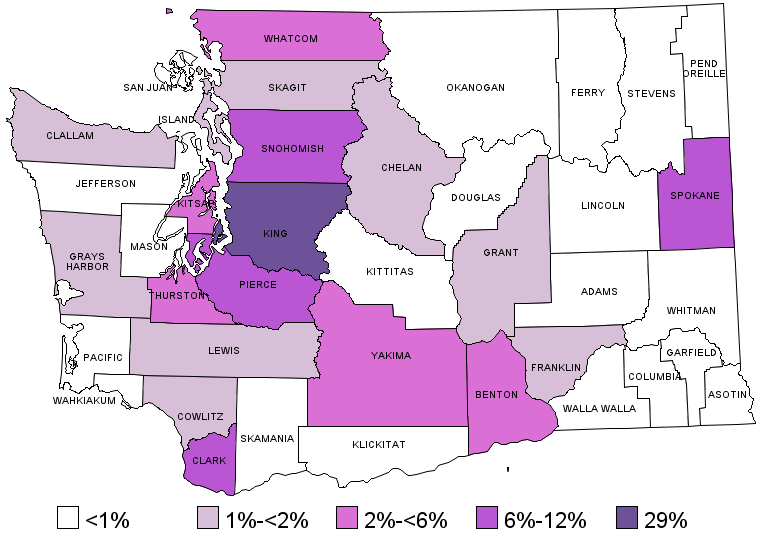 WHATCOM
SAN JUAN
SKAGIT
OKANOGAN
FERRY
STEVENS
PEND
OREILLE
ISLAND
CLALLAM
SNOHOMISH
CHELAN
JEFFERSON
KITSAP
DOUGLAS
LINCOLN
SPOKANE
KING
MASON
GRAYS
HARBOR
KITTITAS
GRANT
THURSTON
PIERCE
ADAMS
WHITMAN
PACIFIC
LEWIS
YAKIMA
FRANKLIN
GARFIELD
COLUMBIA
WAHKIAKUM
COWLITZ
BENTON
WALLA WALLA
ASOTIN
SKAMANIA
KLICKITAT
CLARK
<1%
1%-<2%
2%-<6%
6%-12%
29%